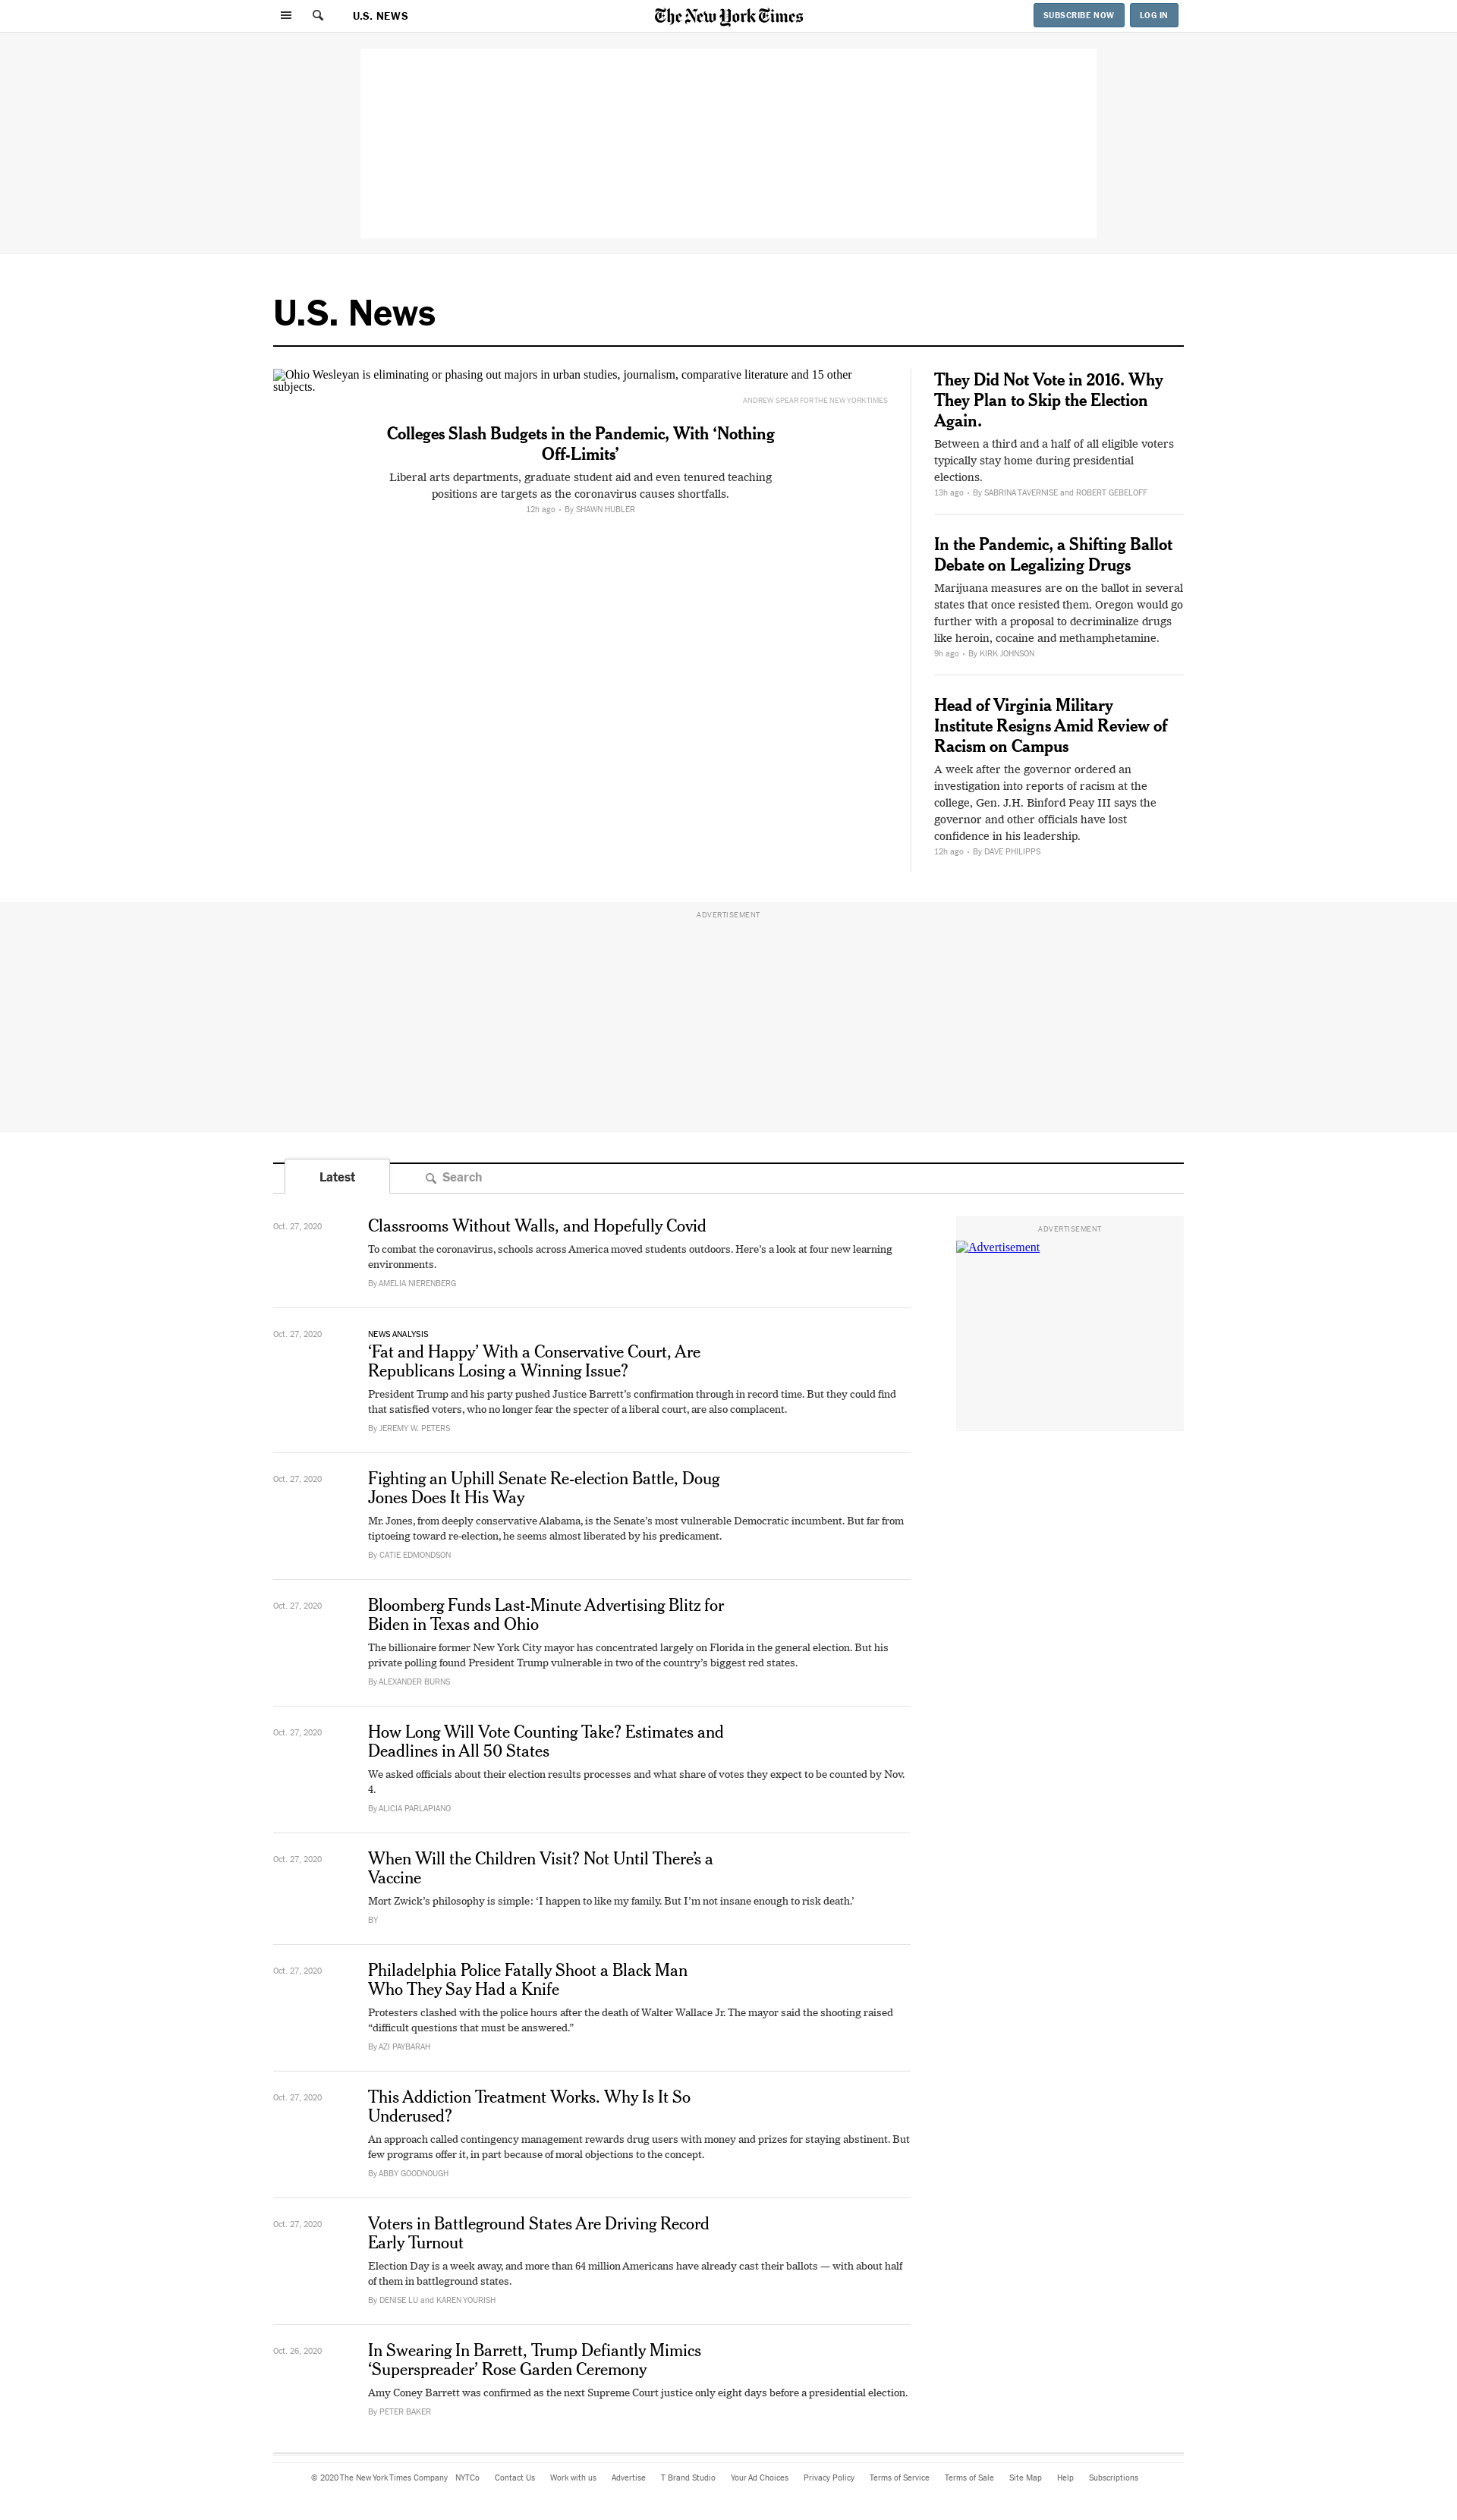 U.S. NEWS
The New York Times
SUBSCRIBE NOW
LOG IN
U.S. News
Ohio Wesleyan is eliminating or phasing out majors in urban studies, journalism, comparative literature and 15 other
subjects.
ANDREW SPEAR FOR THE NEW YORK TIMES
Colleges Slash Budgets in the Pandemic, With ‘Nothing
Off-Limits’
Liberal arts departments, graduate student aid and even tenured teaching
positions are targets as the coronavirus causes shortfalls.
12h ago • By SHAWN HUBLER
They Did Not Vote in 2016. Why
They Plan to Skip the Election
Again.
Between a third and a half of all eligible voters
typically stay home during presidential
elections.
13h ago • By SABRINA TAVERNISE and ROBERT GEBELOFF
In the Pandemic, a Shifting Ballot
Debate on Legalizing Drugs
Marijuana measures are on the ballot in several
states that once resisted them. Oregon would go
further with a proposal to decriminalize drugs
like heroin, cocaine and methamphetamine.
9h ago • By KIRK JOHNSON
Head of Virginia Military
Institute Resigns Amid Review of
Racism on Campus
A week after the governor ordered an
investigation into reports of racism at the
college, Gen. J.H. Binford Peay III says the
governor and other officials have lost
confidence in his leadership.
12h ago • By DAVE PHILIPPS
ADVERTISEMENT
Latest
Search
Oct. 27, 2020
Classrooms Without Walls, and Hopefully Covid
To combat the coronavirus, schools across America moved students outdoors. Here’s a look at four new learning
environments.
By AMELIA NIERENBERG
ADVERTISEMENT
Advertisement
Oct. 27, 2020
NEWS ANALYSIS
‘Fat and Happy’ With a Conservative Court, Are
Republicans Losing a Winning Issue?
President Trump and his party pushed Justice Barrett’s confirmation through in record time. But they could find
that satisfied voters, who no longer fear the specter of a liberal court, are also complacent.
By JEREMY W. PETERS
Oct. 27, 2020
Fighting an Uphill Senate Re-election Battle, Doug
Jones Does It His Way
Mr. Jones, from deeply conservative Alabama, is the Senate’s most vulnerable Democratic incumbent. But far from
tiptoeing toward re-election, he seems almost liberated by his predicament.
By CATIE EDMONDSON
Oct. 27, 2020
Bloomberg Funds Last-Minute Advertising Blitz for
Biden in Texas and Ohio
The billionaire former New York City mayor has concentrated largely on Florida in the general election. But his
private polling found President Trump vulnerable in two of the country’s biggest red states.
By ALEXANDER BURNS
Oct. 27, 2020
How Long Will Vote Counting Take? Estimates and
Deadlines in All 50 States
We asked officials about their election results processes and what share of votes they expect to be counted by Nov.
4.
By ALICIA PARLAPIANO
Oct. 27, 2020
When Will the Children Visit? Not Until There’s a
Vaccine
Mort Zwick’s philosophy is simple: ‘I happen to like my family. But I’m not insane enough to risk death.’
BY
Oct. 27, 2020
Philadelphia Police Fatally Shoot a Black Man
Who They Say Had a Knife
Protesters clashed with the police hours after the death of Walter Wallace Jr. The mayor said the shooting raised
“difficult questions that must be answered.”
By AZI PAYBARAH
Oct. 27, 2020
This Addiction Treatment Works. Why Is It So
Underused?
An approach called contingency management rewards drug users with money and prizes for staying abstinent. But
few programs offer it, in part because of moral objections to the concept.
By ABBY GOODNOUGH
Oct. 27, 2020
Voters in Battleground States Are Driving Record
Early Turnout
Election Day is a week away, and more than 64 million Americans have already cast their ballots — with about half
of them in battleground states.
By DENISE LU and KAREN YOURISH
Oct. 26, 2020
In Swearing In Barrett, Trump Defiantly Mimics
‘Superspreader’ Rose Garden Ceremony
Amy Coney Barrett was confirmed as the next Supreme Court justice only eight days before a presidential election.
By PETER BAKER
© 2020 The New York Times Company NYTCo Contact Us Work with us Advertise T Brand Studio Your Ad Choices Privacy Policy Terms of Service Terms of Sale Site Map Help Subscriptions